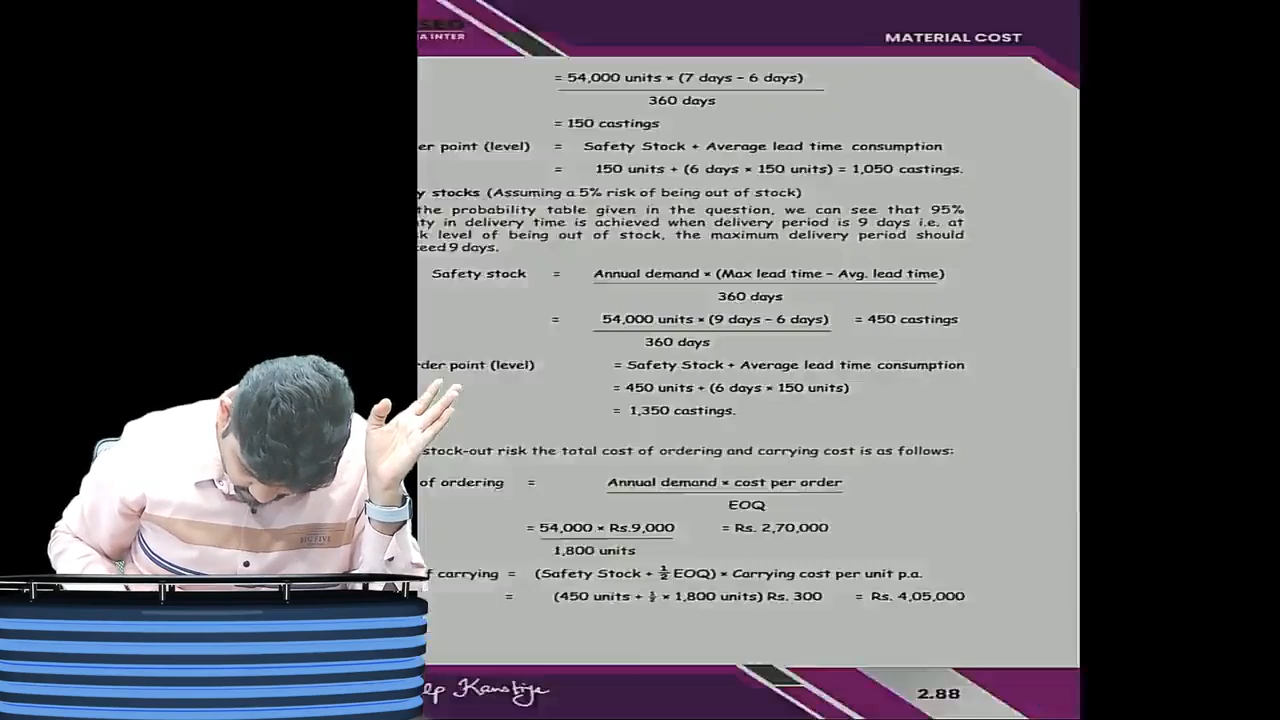 SED
A INTER
MATERIAL COST
= 54,000 units × (7 days – 6 days)
360 days
= 150 castings
er point (level) = Safety Stock + Average lead time consumption
= 150 units + (6 days × 150 units) = 1,050 castings.
y stocks (Assuming a 5% risk of being out of stock)
the probability table given in the question, we can see that 95%
ty in delivery time is achieved when delivery period is 9 days i.e. at
k level of being out of stock, the maximum delivery period should
eed 9 days.
Safety stock = Annual demand × (Max lead time – Avg. lead time)
360 days
= 54,000 units × (9 days – 6 days) = 450 castings
360 days
rder point (level) = Safety Stock + Average lead time consumption
= 450 units + (6 days × 150 units)
= 1,350 castings.
stock-out risk the total cost of ordering and carrying cost is as follows:
of ordering = Annual demand × cost per order
EOQ
= 54,000 × Rs.9,000 = Rs. 2,70,000
1,800 units
f carrying = (Safety Stock + ½ EOQ) × Carrying cost per unit p.a.
= (450 units + ½ × 1,800 units) Rs. 300 = Rs. 4,05,000
BIG FIVE
2.88